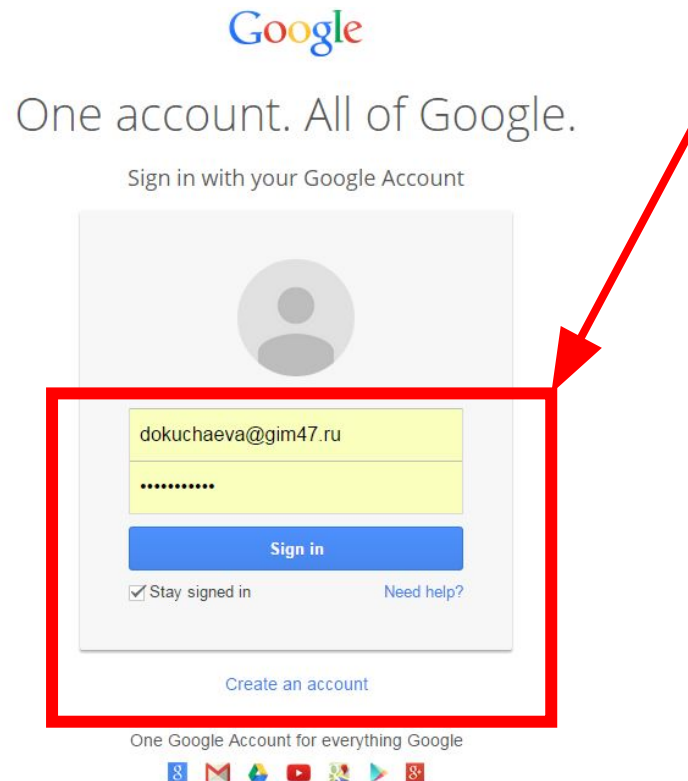 Google
One account. All of Google.
Sign in with your Google Account
dokuchaeva@gim47.ru
•••••••••••
Sign in
Stay signed in Need help?
Create an account
One Google Account for everything Google